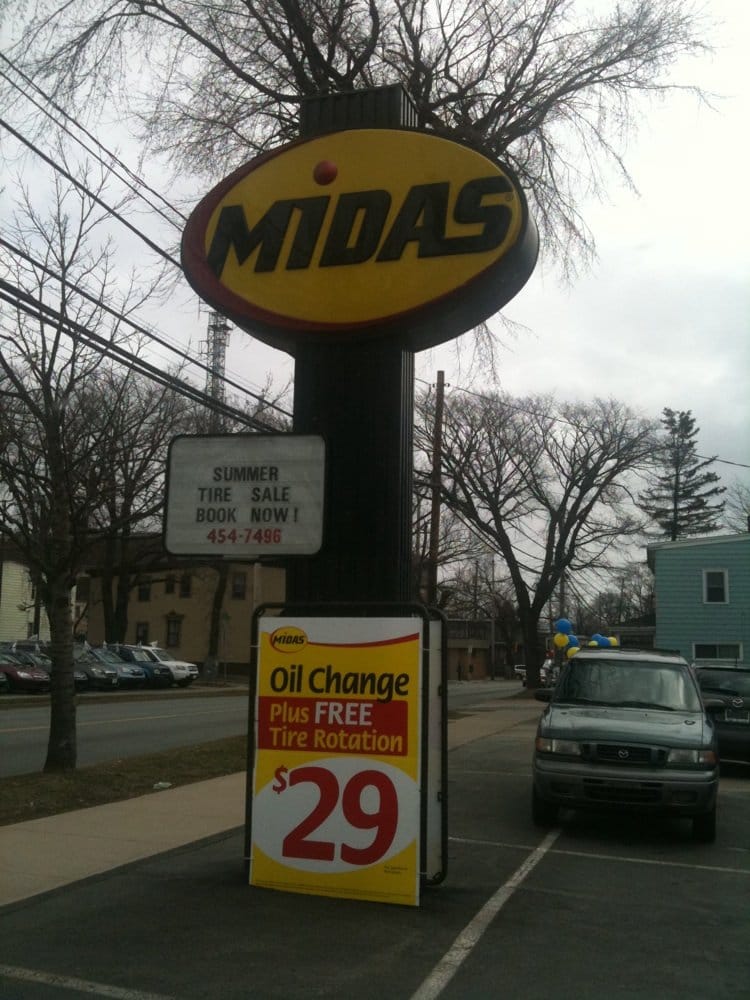 MIDAS
SUMMER
TIRE SALE
BOOK NOW!
454-7496
MIDAS
Oil Change
Plus FREE
Tire Rotation
$29